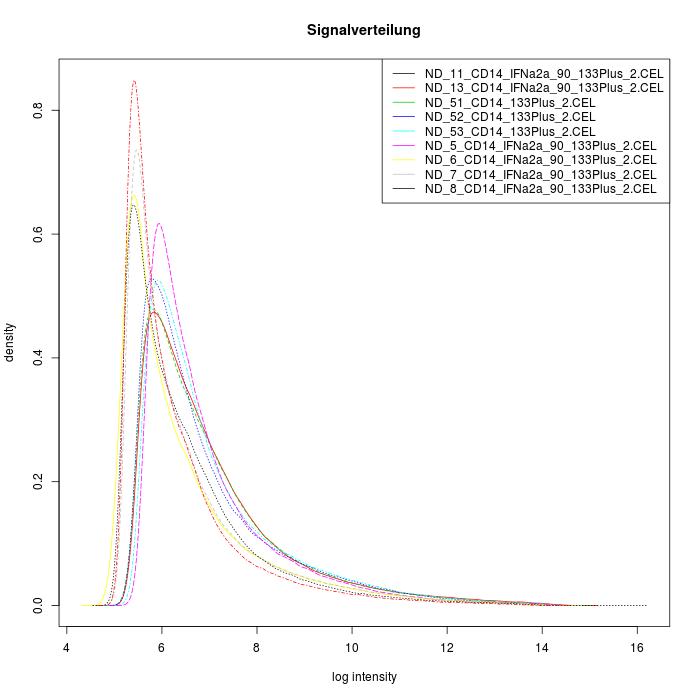 Signalverteilung
ND_11_CD14_IFNa2a_90_133Plus_2.CEL
ND_13_CD14_IFNa2a_90_133Plus_2.CEL
ND_51_CD14_133Plus_2.CEL
ND_52_CD14_133Plus_2.CEL
ND_53_CD14_133Plus_2.CEL
ND_5_CD14_IFNa2a_90_133Plus_2.CEL
ND_6_CD14_IFNa2a_90_133Plus_2.CEL
ND_7_CD14_IFNa2a_90_133Plus_2.CEL
ND_8_CD14_IFNa2a_90_133Plus_2.CEL
density
0.8
0.6
0.4
0.2
0.0
4 6 8 10 12 14 16
log intensity